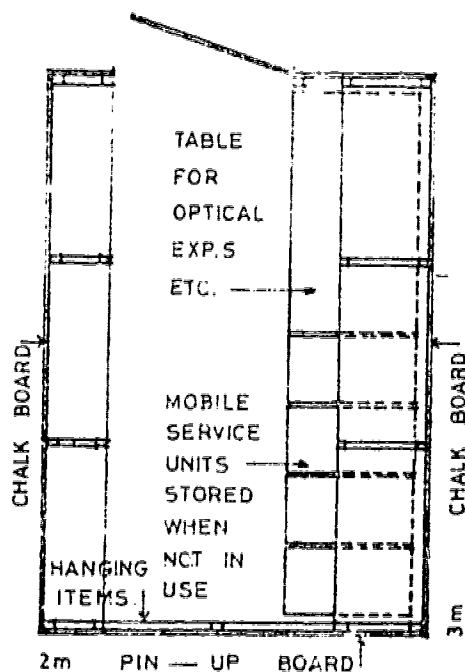 TABLE
FOR
OPTICAL
EXP.S
ETC.
CHALK BOARD
CHALK BOARD
MOBILE
SERVICE
UNITS
STORED
WHEN
NOT IN
USE
HANGING
ITEMS.
3m
2m PIN — UP BOARD